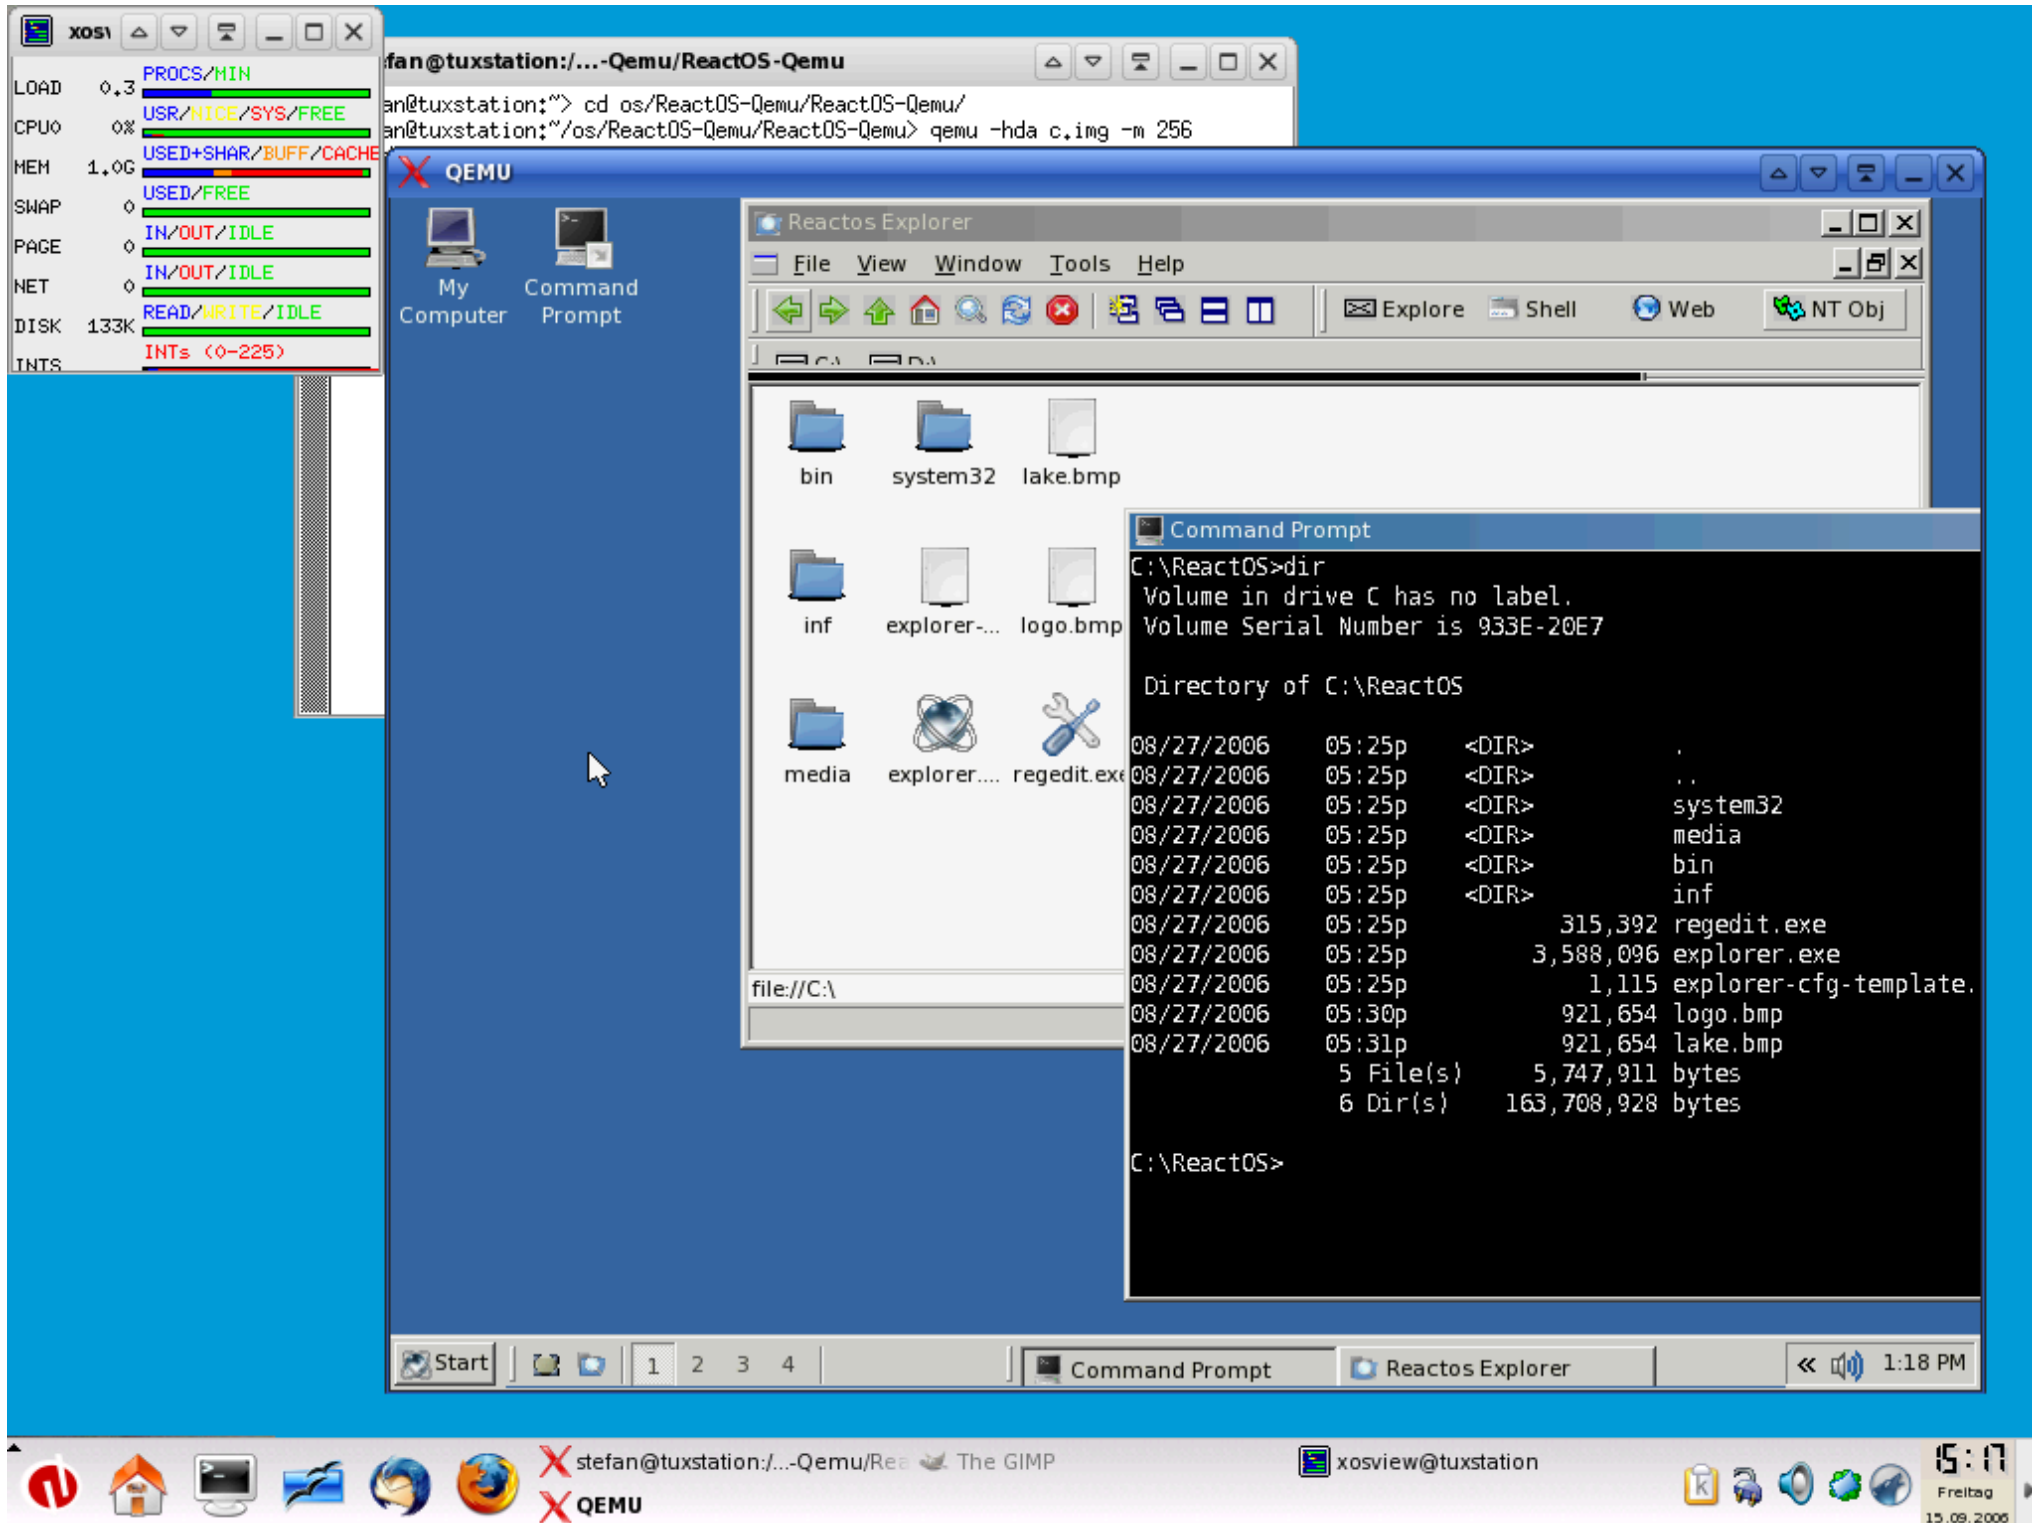 xosv
LOAD 0.3 PROCS/MIN
CPU0 0% USR/NICE/SYS/FREE
MEM 1.0G USED+SHAR/BUFF/CACHE
SWAP 0 USED/FREE
PAGE 0 IN/OUT/IDLE
NET 0 IN/OUT/IDLE
DISK 133K READ/WRITE/IDLE
INTS INTs (0-225)
fan@tuxstation:/...-Qemu/ReactOS-Qemu
an@tuxstation:~> cd os/ReactOS-Qemu/ReactOS-Qemu/
an@tuxstation:~/os/ReactOS-Qemu/ReactOS-Qemu> qemu -hda c.img -m 256
QEMU
My Computer
Command Prompt
Reactos Explorer
File View Window Tools Help
Explore Shell Web NT Obj
C:\ D:\
bin system32 lake.bmp
inf explorer-... logo.bmp
media explorer.... regedit.exe
file://C:\
Command Prompt
C:\ReactOS>dir
Volume in drive C has no label.
Volume Serial Number is 933E-20E7
Directory of C:\ReactOS
08/27/2006 05:25p <DIR> .
08/27/2006 05:25p <DIR> ..
08/27/2006 05:25p <DIR> system32
08/27/2006 05:25p <DIR> media
08/27/2006 05:25p <DIR> bin
08/27/2006 05:25p <DIR> inf
08/27/2006 05:25p 315,392 regedit.exe
08/27/2006 05:25p 3,588,096 explorer.exe
08/27/2006 05:25p 1,115 explorer-cfg-template.
08/27/2006 05:30p 921,654 logo.bmp
08/27/2006 05:31p 921,654 lake.bmp
5 File(s) 5,747,911 bytes
6 Dir(s) 163,708,928 bytes
C:\ReactOS>
Start 1 2 3 4 Command Prompt Reactos Explorer 1:18 PM
stefan@tuxstation:/...-Qemu/Rea The GIMP xosview@tuxstation
QEMU
15:17
Freitag
15.09.2006